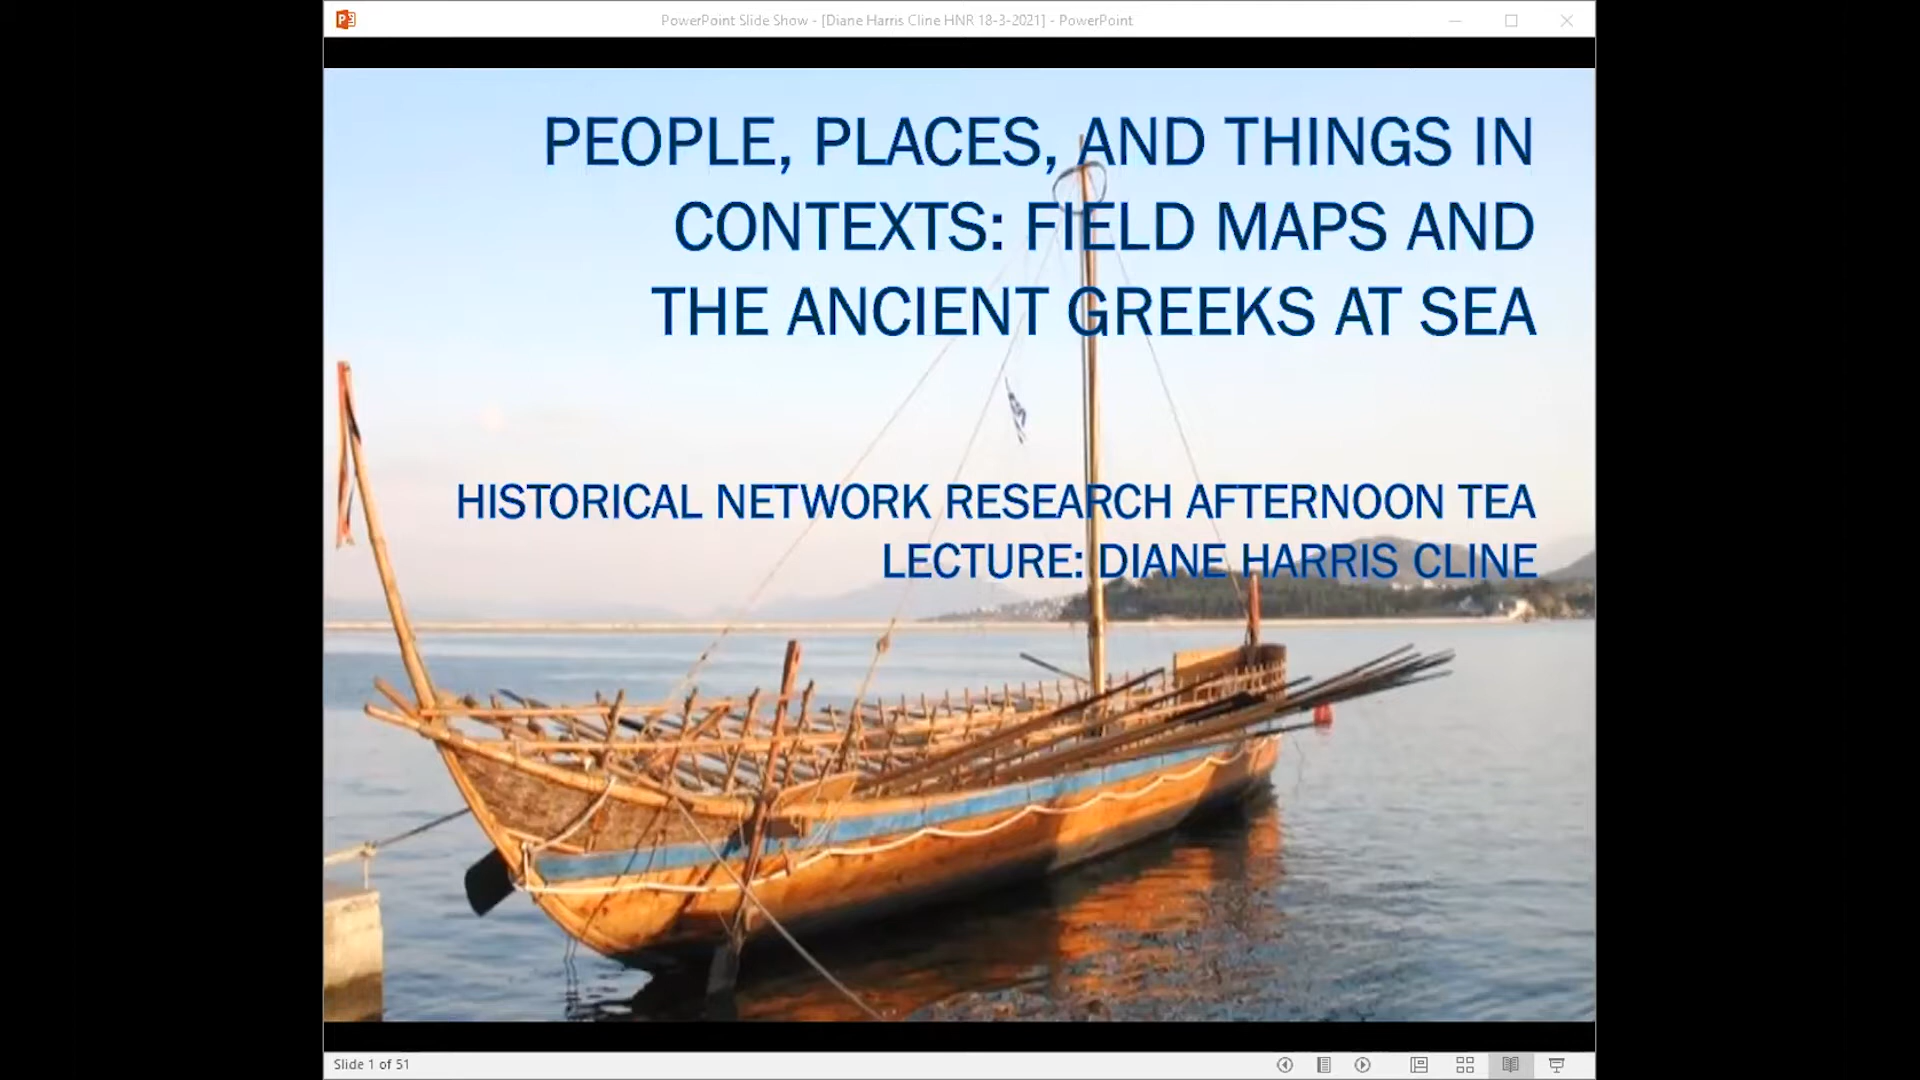 PowerPoint Slide Show - [Diane Harris Cline HNR 18-3-2021] - PowerPoint
PEOPLE, PLACES, AND THINGS IN
CONTEXTS: FIELD MAPS AND
THE ANCIENT GREEKS AT SEA
HISTORICAL NETWORK RESEARCH AFTERNOON TEA
LECTURE: DIANE HARRIS CLINE
Slide 1 of 51